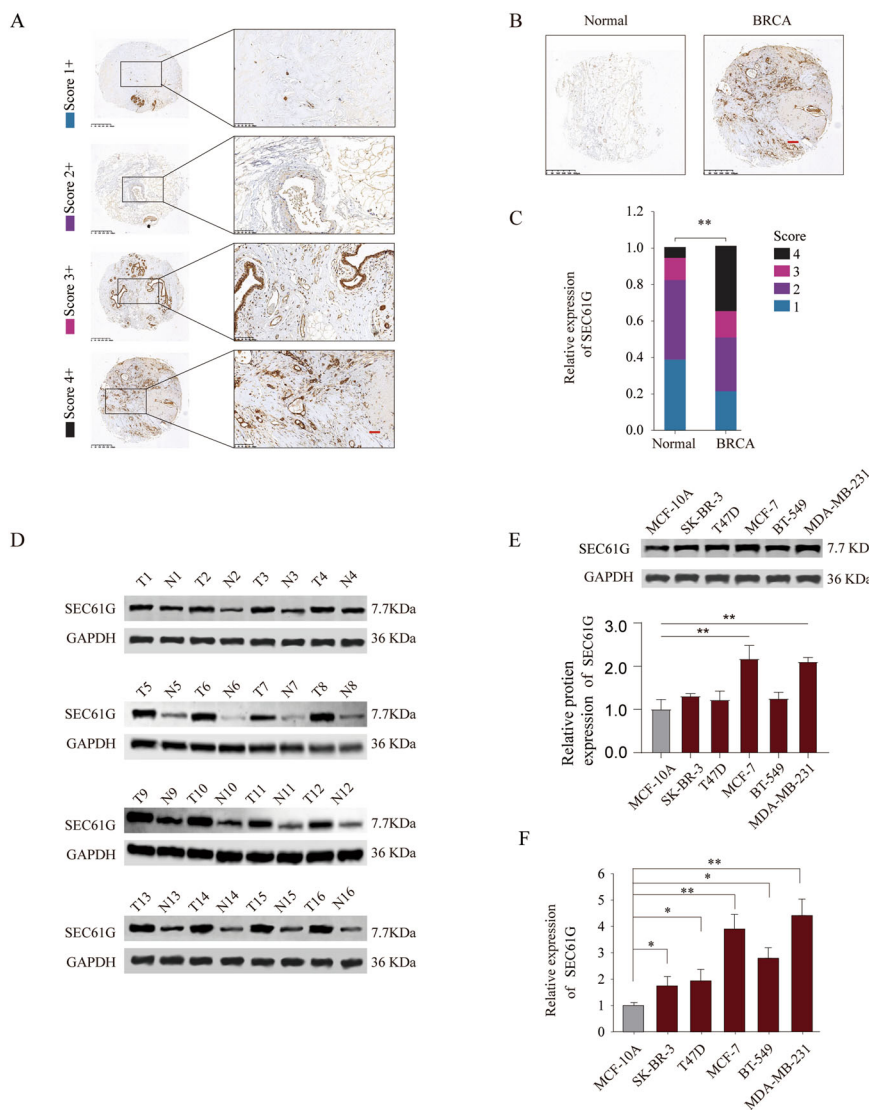 A
Score 1+
Score 2+
Score 3+
Score 4+
B
Normal BRCA
C
Relative expression
of SEC61G
1.2
1.0
0.8
0.6
0.4
0.2
0.0
**
Normal BRCA
Score
4
3
2
1
D
T1 N1 T2 N2 T3 N3 T4 N4
SEC61G 7.7KDa
GAPDH 36 KDa
T5 N5 T6 N6 T7 N7 T8 N8
SEC61G 7.7KDa
GAPDH 36 KDa
T9 N9 T10 N10 T11 N11 T12 N12
SEC61G 7.7KDa
GAPDH 36 KDa
T13 N13 T14 N14 T15 N15 T16 N16
SEC61G 7.7KDa
GAPDH 36 KDa
E
MCF-10A SK-BR-3 T47D MCF-7 BT-549 MDA-MB-231
SEC61G 7.7 KD
GAPDH 36 KDa
Relative protien
expression of SEC61G
3.0
2.0
1.0
0.0
**
**
MCF-10A SK-BR-3 T47D MCF-7 BT-549 MDA-MB-231
F
Relative expression
of SEC61G
6
5
4
3
2
1
0
**
*
**
*
*
MCF-10A SK-BR-3 T47D MCF-7 BT-549 MDA-MB-231